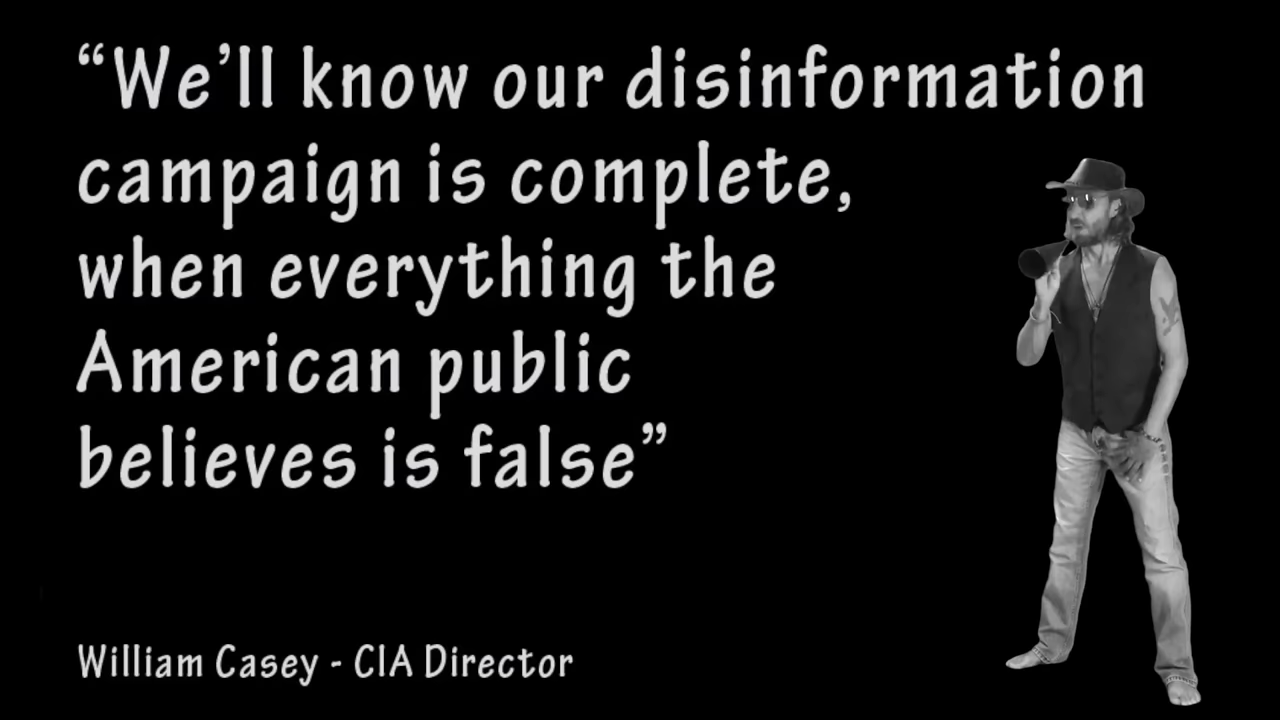 “We’ll know our disinformation
campaign is complete,
when everything the
American public
believes is false”
William Casey - CIA Director